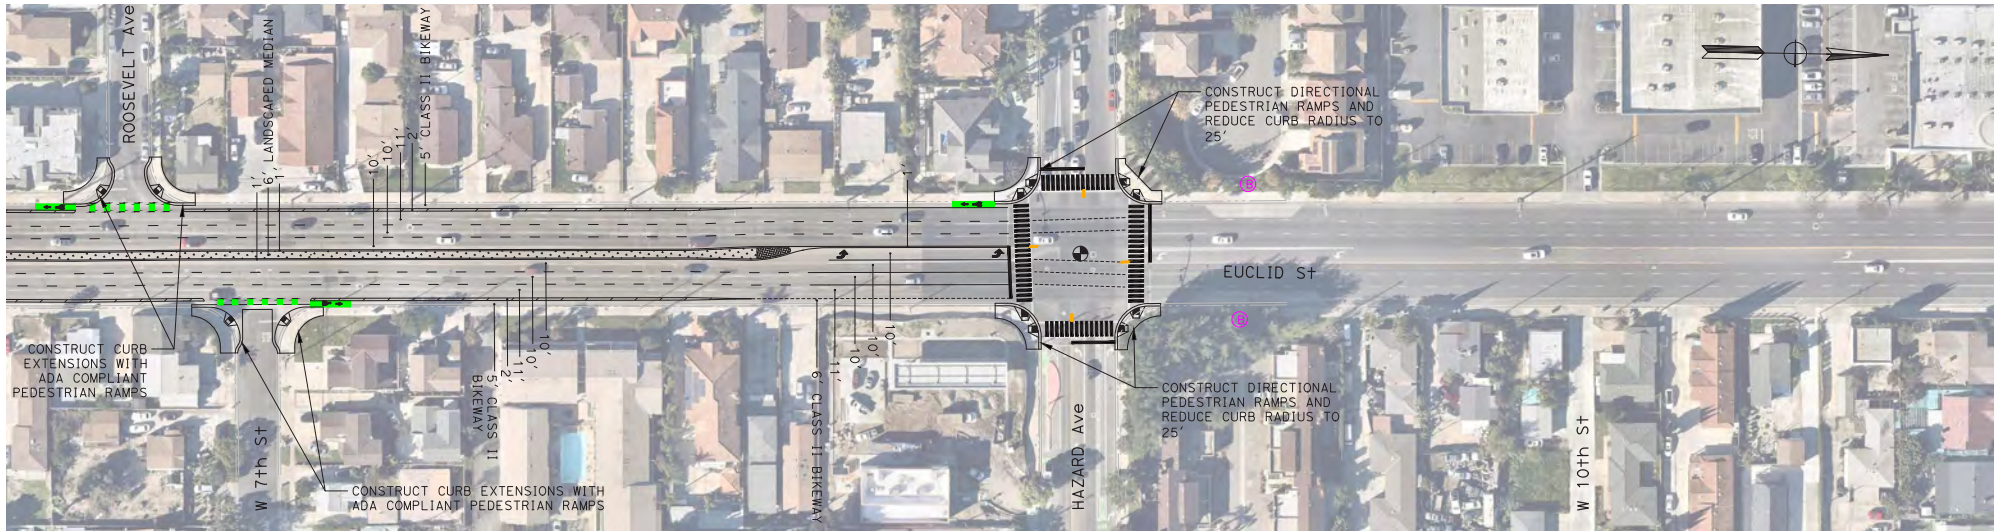 ROOSEVELT Ave
1'
6' LANDSCAPED MEDIAN
1'
10'
10'
11'
2'
5' CLASS II BIKEWAY
1'
CONSTRUCT DIRECTIONAL
PEDESTRIAN RAMPS AND
REDUCE CURB RADIUS TO
25'
B
EUCLID St
B
CONSTRUCT CURB
EXTENSIONS WITH
ADA COMPLIANT
PEDESTRIAN RAMPS
W 7th St
CONSTRUCT CURB EXTENSIONS WITH
ADA COMPLIANT PEDESTRIAN RAMPS
5' CLASS II
BIKEWAY
2'
11'
10'
10'
6' CLASS II BIKEWAY
11'
10'
10'
10'
HAZARD Ave
CONSTRUCT DIRECTIONAL
PEDESTRIAN RAMPS AND
REDUCE CURB RADIUS TO
25'
W 10th St